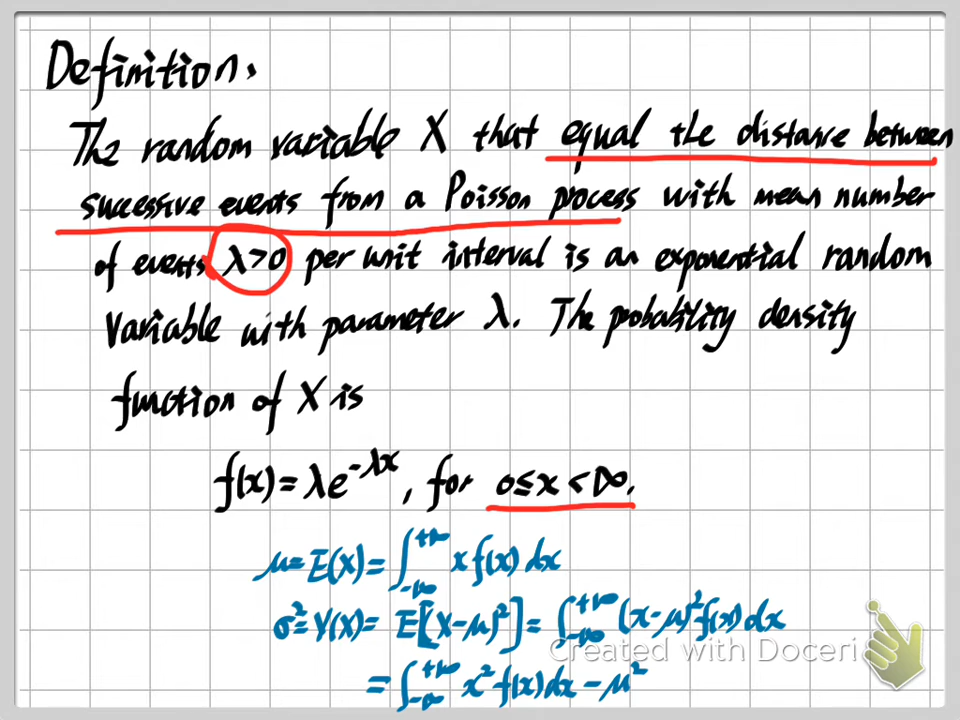 Definition.
The random variable X that equal the distance between
successive events from a Poisson process with mean number
of events λ>0 per unit interval is an exponential random
variable with parameter λ. The probability density
function of X is
f(x) = λe^{-λx}, for 0≤x<∞.
μ = E(X) = ∫_{-∞}^{+∞} x f(x) dx
σ² = V(X) = E[(X-μ)²] = ∫_{-∞}^{+∞} (x-μ)² f(x) dx
Created with Doceri
= ∫_{-∞}^{+∞} x² f(x) dx - μ²